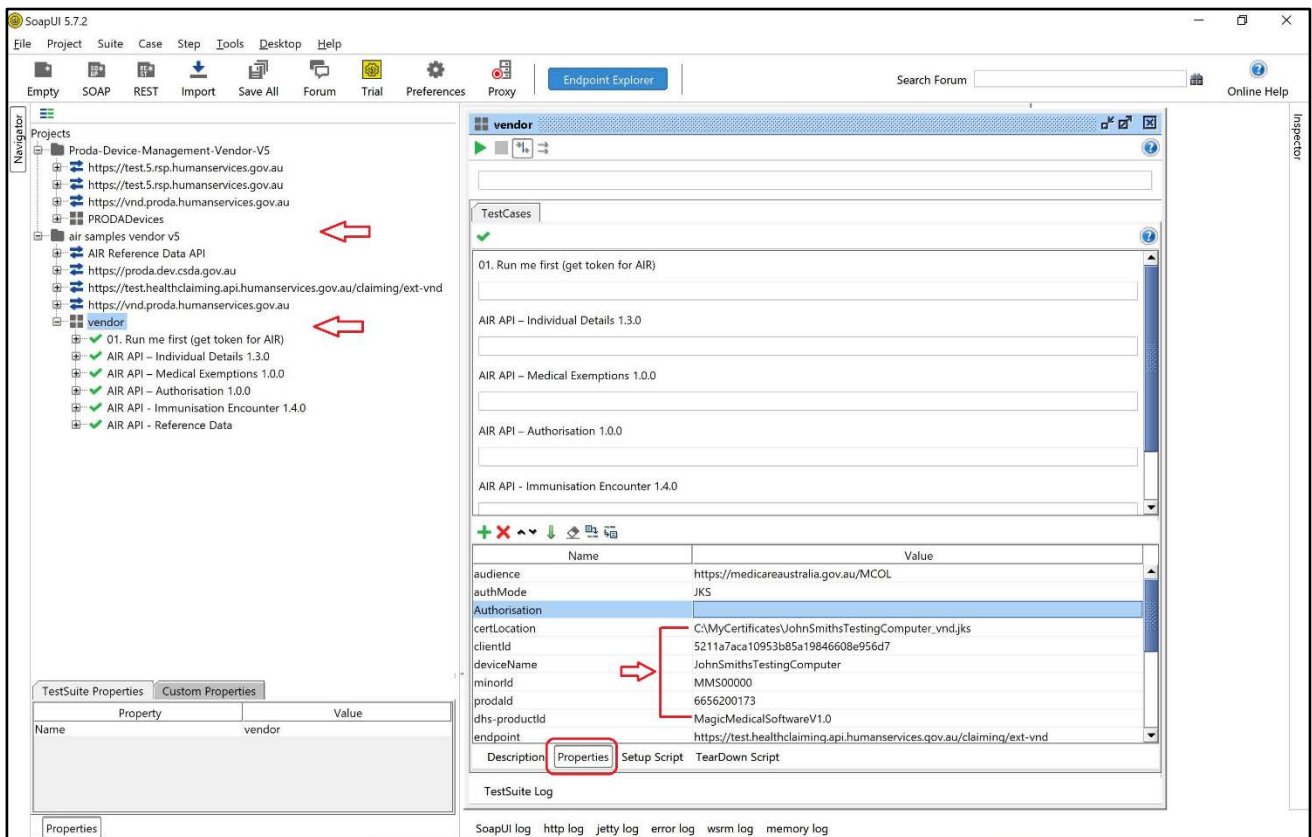 SoapUI 5.7.2
File Project Suite Case Step Tools Desktop Help
Empty SOAP REST Import Save All Forum Trial Preferences Proxy
Endpoint Explorer
Search Forum
Online Help
Navigator
Projects
Proda-Device-Management-Vendor-V5
https://test.5.rsp.humanservices.gov.au
https://test.5.rsp.humanservices.gov.au
https://vnd.proda.humanservices.gov.au
PRODADevices
air samples vendor v5
AIR Reference Data API
https://proda.dev.csda.gov.au
https://test.healthclaiming.api.humanservices.gov.au/claiming/ext-vnd
https://vnd.proda.humanservices.gov.au
vendor
01. Run me first (get token for AIR)
AIR API – Individual Details 1.3.0
AIR API – Medical Exemptions 1.0.0
AIR API – Authorisation 1.0.0
AIR API - Immunisation Encounter 1.4.0
AIR API - Reference Data
TestSuite Properties Custom Properties
Property Value
Name vendor
Properties
vendor
TestCases
01. Run me first (get token for AIR)
AIR API – Individual Details 1.3.0
AIR API – Medical Exemptions 1.0.0
AIR API – Authorisation 1.0.0
AIR API - Immunisation Encounter 1.4.0
Name Value
audience https://medicareaustralia.gov.au/MCOL
authMode JKS
Authorisation
certLocation C:\MyCertificates\JohnSmithsTestingComputer_vnd.jks
clientId 5211a7aca10953b85a19846608e956d7
deviceName JohnSmithsTestingComputer
minorId MMS00000
prodaId 6656200173
dhs-productId MagicMedicalSoftwareV1.0
endpoint https://test.healthclaiming.api.humanservices.gov.au/claiming/ext-vnd
Description Properties Setup Script TearDown Script
TestSuite Log
SoapUI log http log jetty log error log wsrm log memory log
Inspector